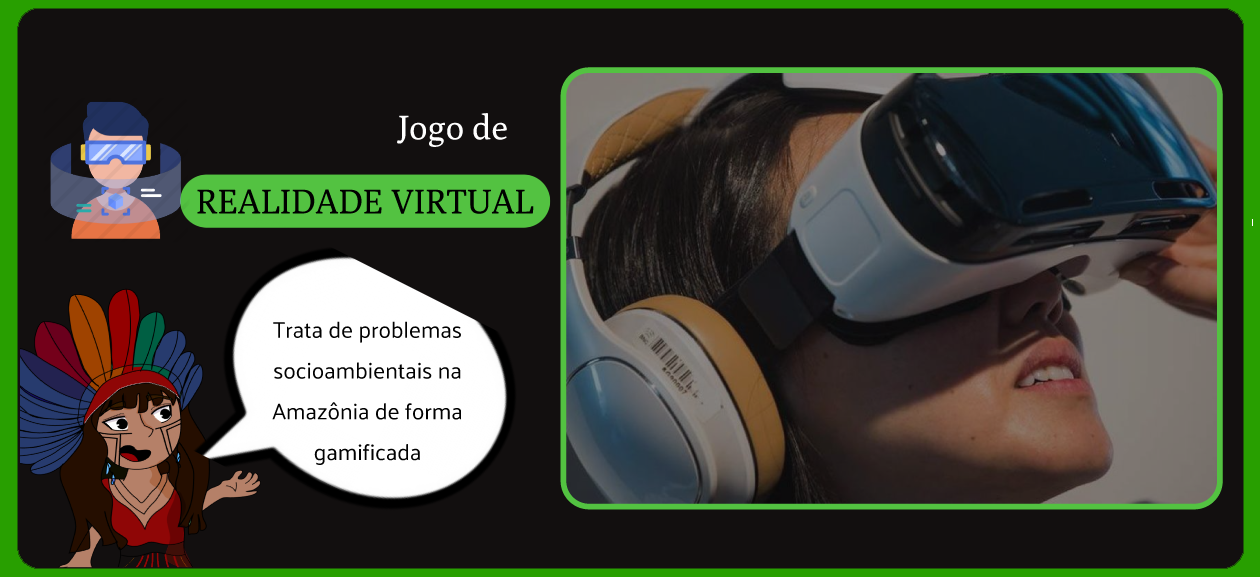 Jogo de
REALIDADE VIRTUAL
Trata de problemas
socioambientais na
Amazônia de forma
gamificada